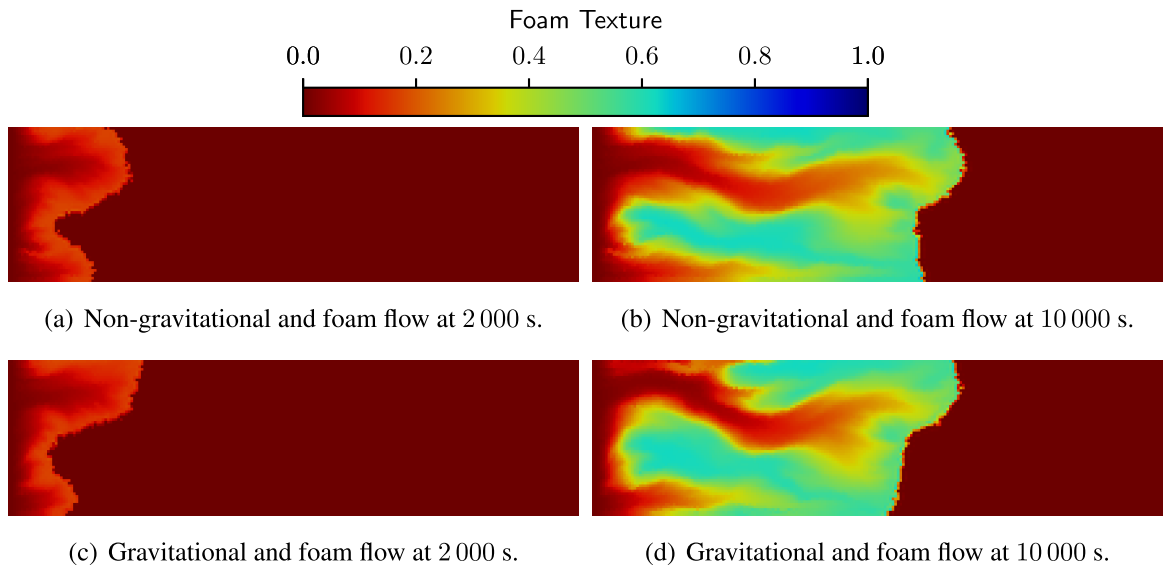 Foam Texture
0.0 0.2 0.4 0.6 0.8 1.0
(a) Non-gravitational and foam flow at 2 000 s.
(b) Non-gravitational and foam flow at 10 000 s.
(c) Gravitational and foam flow at 2 000 s.
(d) Gravitational and foam flow at 10 000 s.